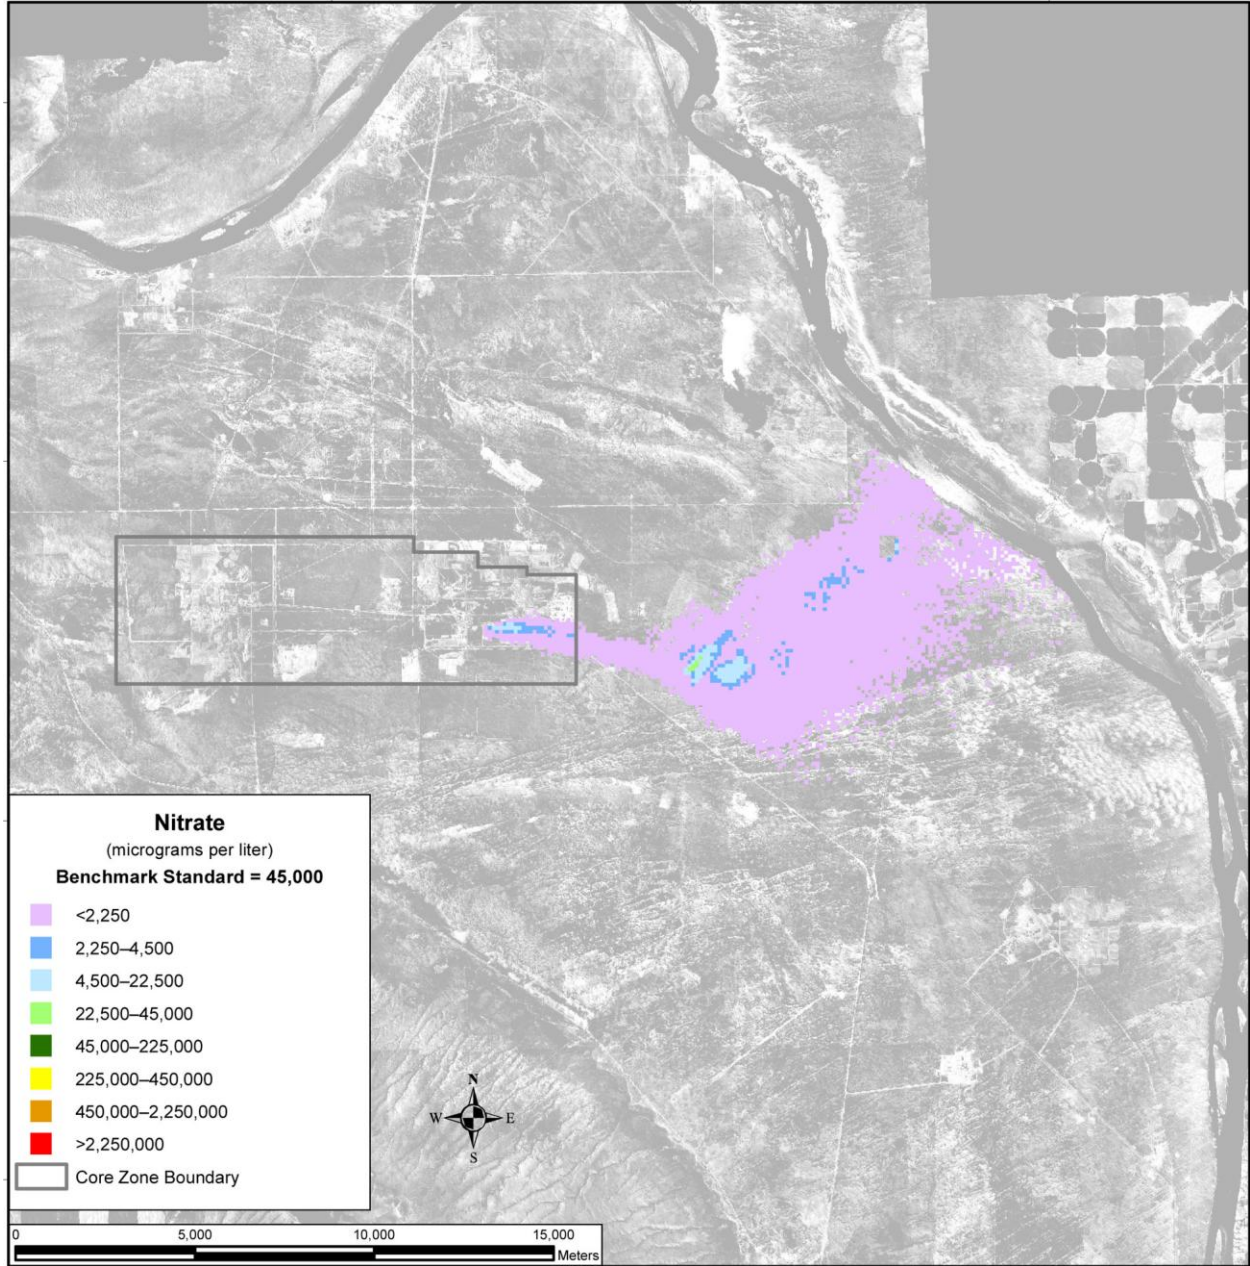 Nitrate
(micrograms per liter)
Benchmark Standard = 45,000
<2,250
2,250–4,500
4,500–22,500
22,500–45,000
45,000–225,000
225,000–450,000
450,000–2,250,000
>2,250,000
Core Zone Boundary
N
W E
S
0 5,000 10,000 15,000
Meters